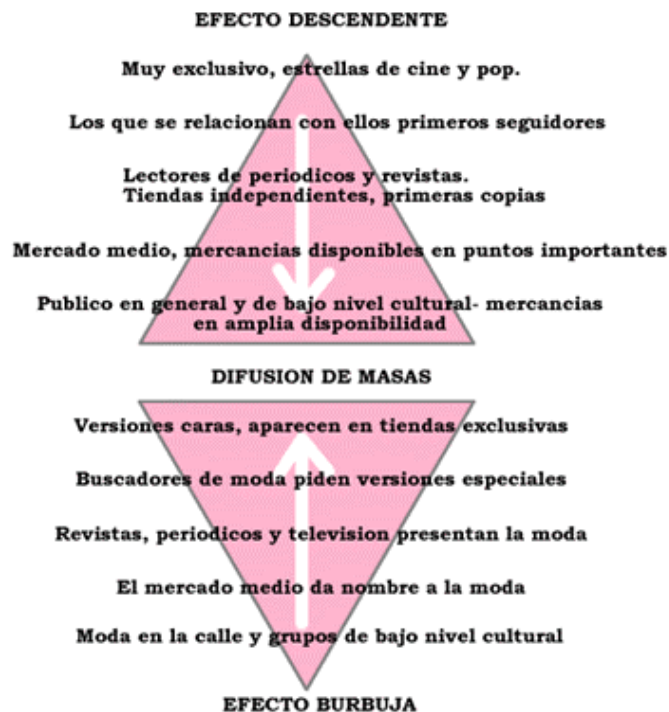 EFECTO DESCENDENTE
Muy exclusivo, estrellas de cine y pop.
Los que se relacionan con ellos primeros seguidores
Lectores de periodicos y revistas.
Tiendas independientes, primeras copias
Mercado medio, mercancias disponibles en puntos importantes
Publico en general y de bajo nivel cultural- mercancias
en amplia disponibilidad
DIFUSION DE MASAS
Versiones caras, aparecen en tiendas exclusivas
Buscadores de moda piden versiones especiales
Revistas, periodicos y television presentan la moda
El mercado medio da nombre a la moda
Moda en la calle y grupos de bajo nivel cultural
EFECTO BURBUJA